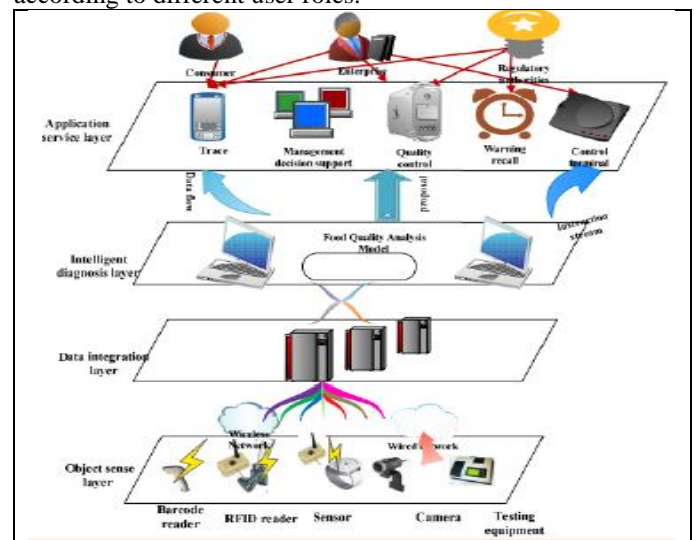 according to different user roles.
Consumer
Enterprise
Regulatory
authorities
Application
service layer
Trace
Management
decision support
Quality
control
Warning
recall
Control
terminal
Data flow
protocol
Instruction
stream
Intelligent
diagnosis layer
Food Quality Analysis
Model
Data integration
layer
Wireless
Network
Wired network
Object sense
layer
Barcode
reader
RFID reader
Sensor
Camera
Testing
equipment